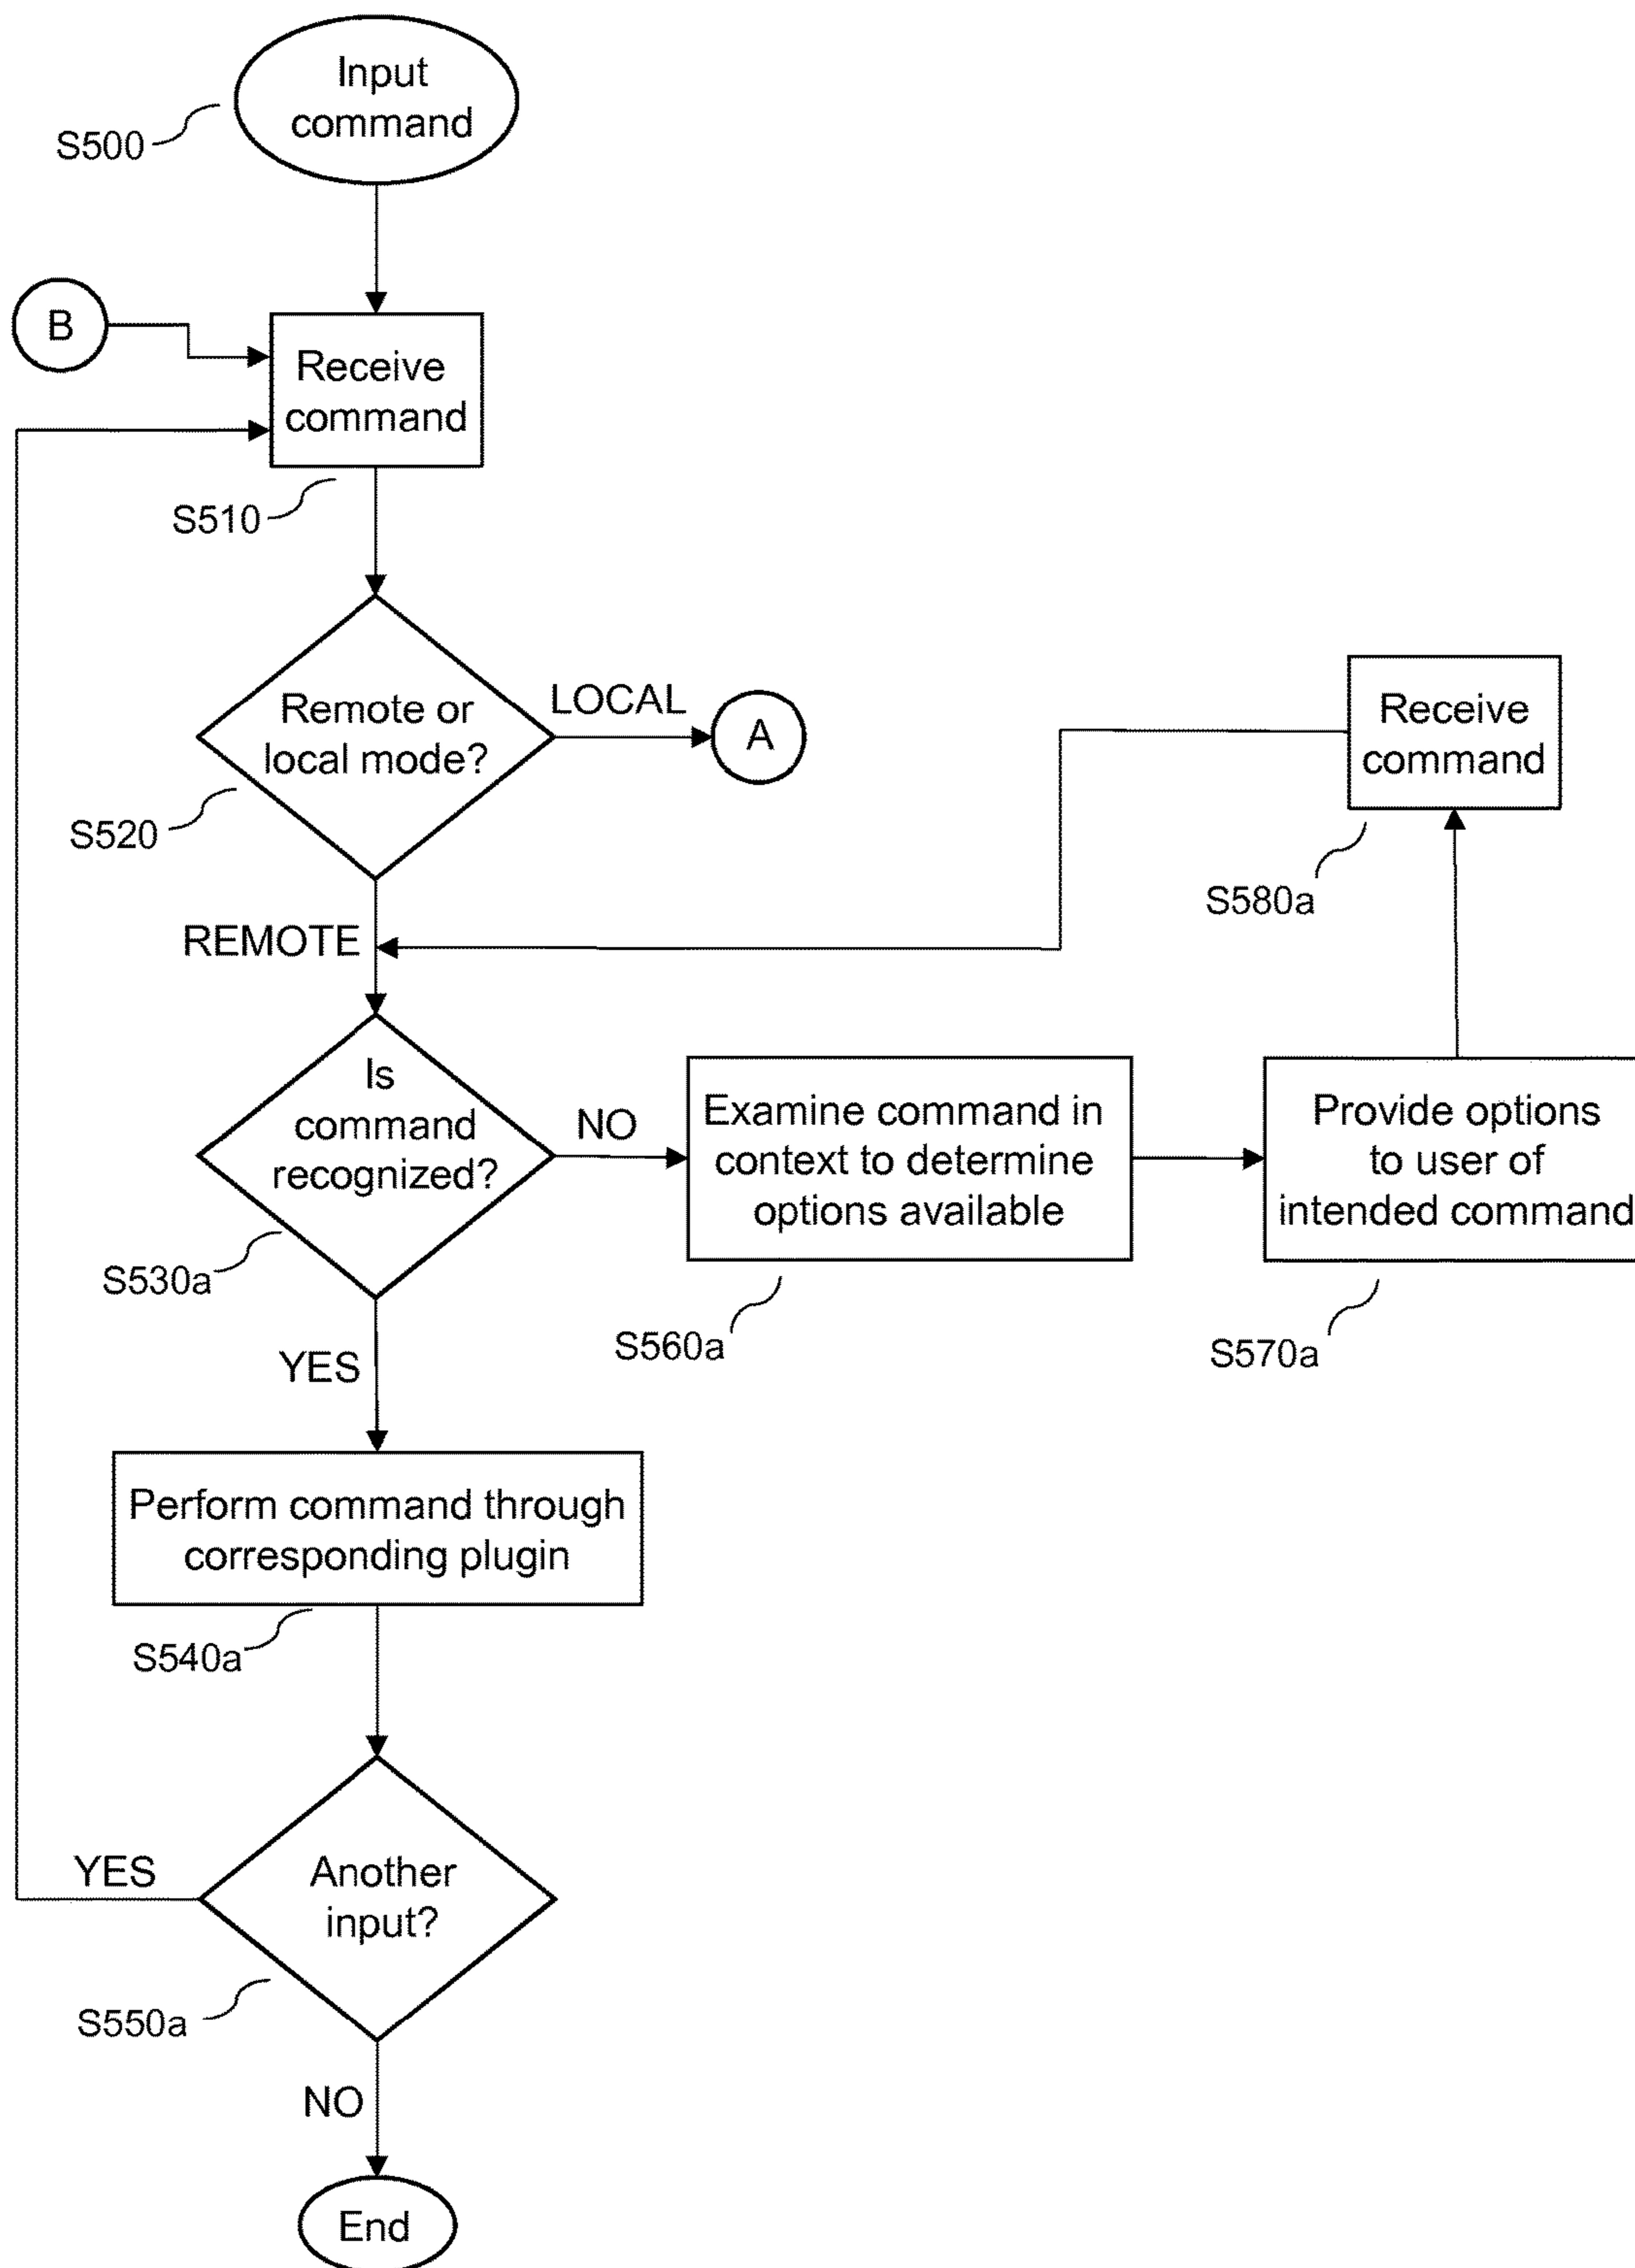 Input
command
S500
B
Receive
command
S510
Remote or
local mode?
LOCAL
A
S520
Receive
command
S580a
REMOTE
Is
command
recognized?
NO
Examine command in
context to determine
options available
Provide options
to user of
intended command
S530a
S560a
S570a
YES
Perform command through
corresponding plugin
S540a
YES
Another
input?
S550a
NO
End